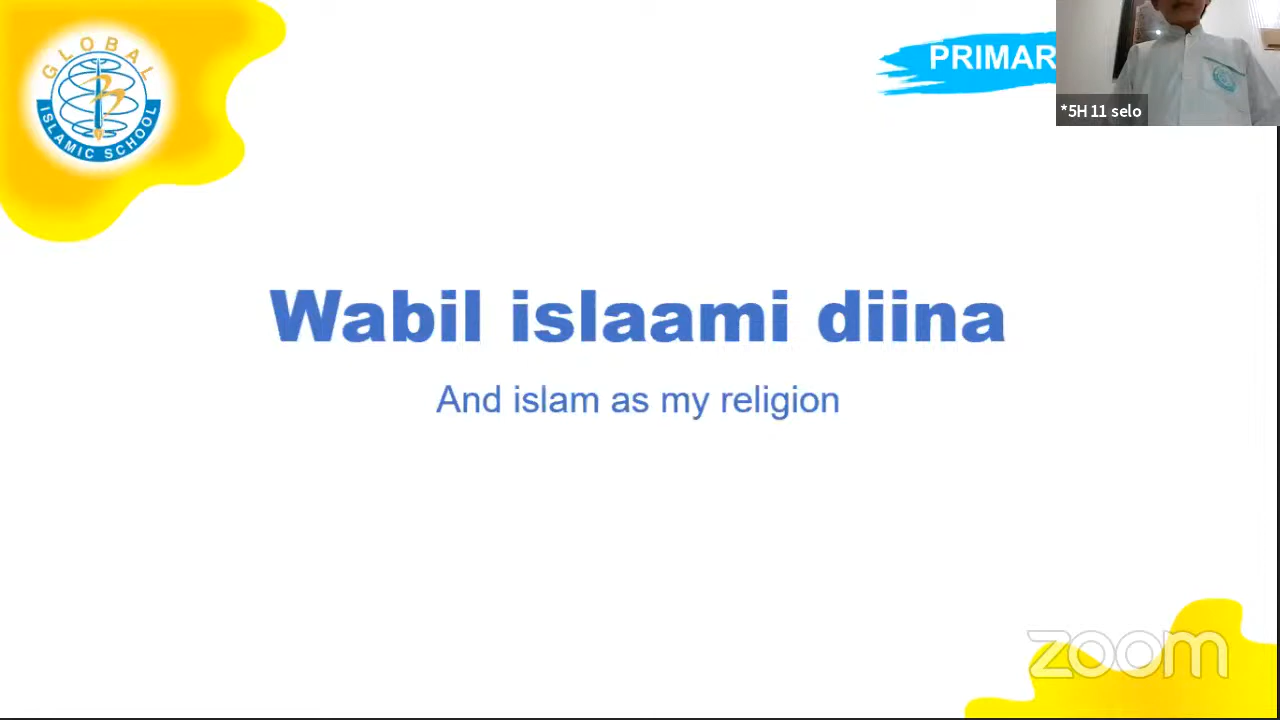 GLOBAL
ISLAMIC SCHOOL
PRIMAR
*5H 11 selo
Wabil islaami diina
And islam as my religion
zoom